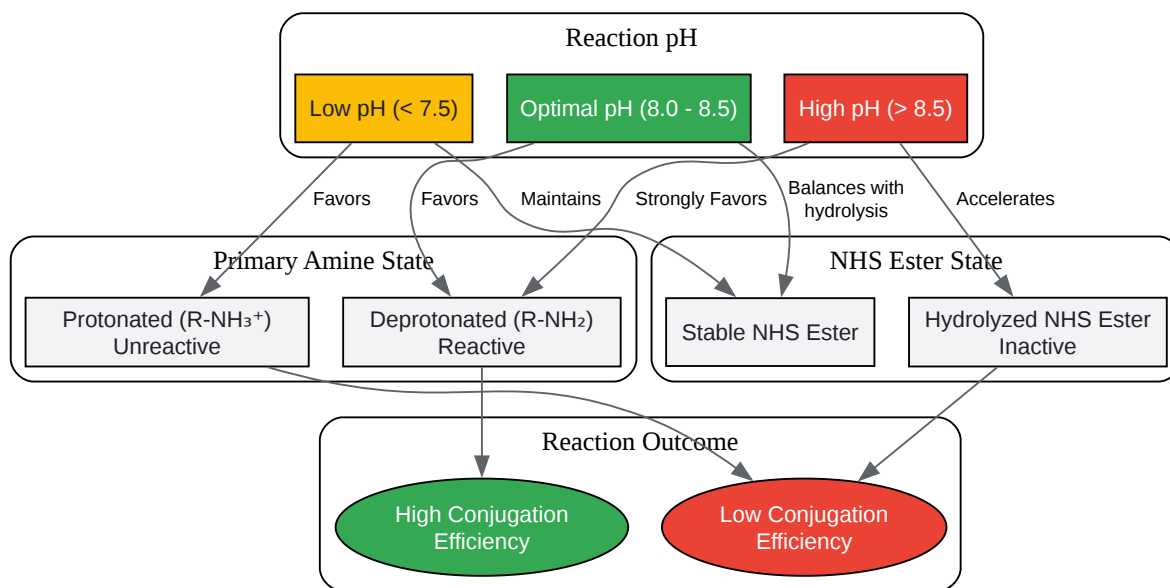 Reaction pH
Low pH (< 7.5)
Optimal pH (8.0 - 8.5)
High pH (> 8.5)
Favors
Favors
Maintains
Strongly Favors
Balances with
hydrolysis
Accelerates
Primary Amine State
NHS Ester State
Protonated (R-NH₃⁺)
Unreactive
Deprotonated (R-NH₂)
Reactive
Stable NHS Ester
Hydrolyzed NHS Ester
Inactive
Reaction Outcome
High Conjugation
Efficiency
Low Conjugation
Efficiency